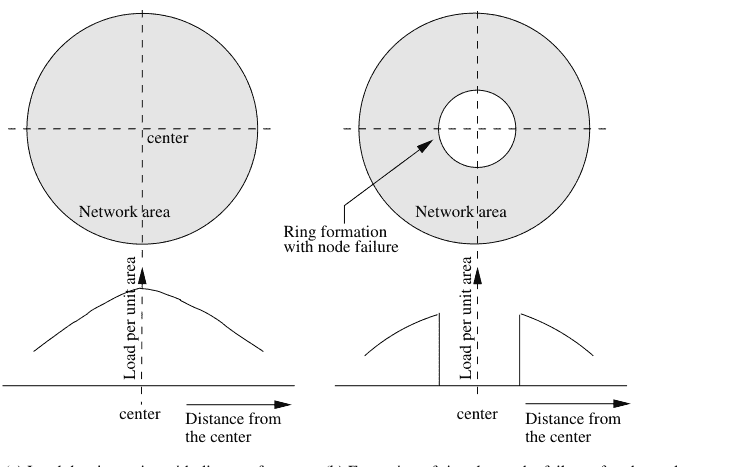 center
Network area
Load per unit area
center
Distance from
the center
Ring formation
with node failure
Network area
Load per unit area
center
Distance from
the center